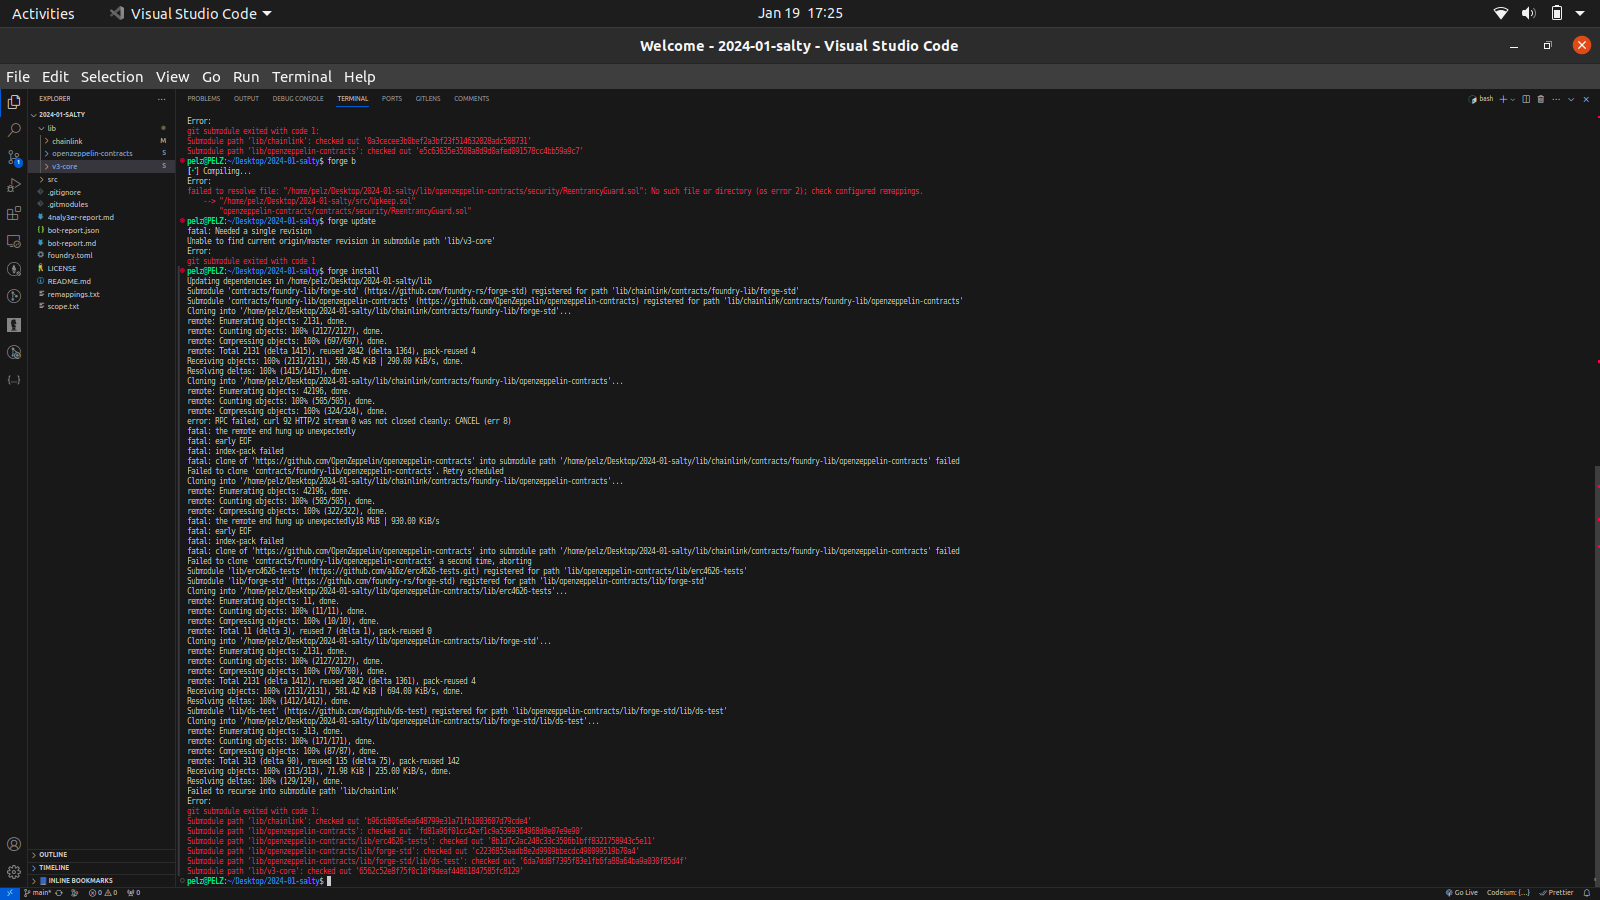 Activities
Visual Studio Code
Jan 19 17:25
Welcome - 2024-01-salty - Visual Studio Code
File Edit Selection View Go Run Terminal Help
EXPLORER
2024-01-SALTY
lib
chainlink M
openzeppelin-contracts S
v3-core S
src
.gitignore
.gitmodules
4naly3er-report.md
bot-report.json
bot-report.md
foundry.toml
LICENSE
README.md
remappings.txt
scope.txt
OUTLINE
TIMELINE
INLINE BOOKMARKS
PROBLEMS OUTPUT DEBUG CONSOLE TERMINAL PORTS GITLENS COMMENTS
bash
Error:
git submodule exited with code 1:
Submodule path 'lib/chainlink': checked out
Submodule path 'lib/openzeppelin-contracts': checked out
pelz@PELZ:~/Desktop/2024-01-salty$ forge b
Compiling...
Error:
failed to resolve file: "/home/pelz/Desktop/2024-01-salty/lib/openzeppelin-contracts/security/ReentrancyGuard.sol": No such file or directory (os error 2); check configured remappings.
--> "/home/pelz/Desktop/2024-01-salty/src/Upkeep.sol"
"openzeppelin-contracts/contracts/security/ReentrancyGuard.sol"
pelz@PELZ:~/Desktop/2024-01-salty$ forge update
fatal: Needed a single revision
Unable to find current origin/master revision in submodule path 'lib/v3-core'
Error:
git submodule exited with code 1
pelz@PELZ:~/Desktop/2024-01-salty$ forge install
Updating dependencies in /home/pelz/Desktop/2024-01-salty/lib
Submodule 'contracts/foundry-lib/forge-std' (https://github.com/foundry-rs/forge-std) registered for path 'lib/chainlink/contracts/foundry-lib/forge-std'
Submodule 'contracts/foundry-lib/openzeppelin-contracts' (https://github.com/OpenZeppelin/openzeppelin-contracts) registered for path 'lib/chainlink/contracts/foundry-lib/openzeppelin-contracts'
Cloning into '/home/pelz/Desktop/2024-01-salty/lib/chainlink/contracts/foundry-lib/forge-std'...
remote: Enumerating objects: 2131, done.
remote: Counting objects: 100% (2127/2127), done.
remote: Compressing objects: 100% (697/697), done.
remote: Total 2131 (delta 1415), reused 2042 (delta 1364), pack-reused 4
Receiving objects: 100% (2131/2131), 580.45 KiB | 290.00 KiB/s, done.
Resolving deltas: 100% (1415/1415), done.
Cloning into '/home/pelz/Desktop/2024-01-salty/lib/chainlink/contracts/foundry-lib/openzeppelin-contracts'...
remote: Enumerating objects: 42196, done.
remote: Counting objects: 100% (505/505), done.
remote: Compressing objects: 100% (324/324), done.
error: RPC failed; curl 92 HTTP/2 stream 0 was not closed cleanly: CANCEL (err 8)
fatal: the remote end hung up unexpectedly
fatal: early EOF
fatal: index-pack failed
fatal: clone of 'https://github.com/OpenZeppelin/openzeppelin-contracts' into submodule path '/home/pelz/Desktop/2024-01-salty/lib/chainlink/contracts/foundry-lib/openzeppelin-contracts' failed
Failed to clone 'contracts/foundry-lib/openzeppelin-contracts'. Retry scheduled
Cloning into '/home/pelz/Desktop/2024-01-salty/lib/chainlink/contracts/foundry-lib/openzeppelin-contracts'...
remote: Enumerating objects: 42196, done.
remote: Counting objects: 100% (505/505), done.
remote: Compressing objects: 100% (322/322), done.
fatal: the remote end hung up unexpectedly18 MiB | 930.00 KiB/s
fatal: early EOF
fatal: index-pack failed
fatal: clone of 'https://github.com/OpenZeppelin/openzeppelin-contracts' into submodule path '/home/pelz/Desktop/2024-01-salty/lib/chainlink/contracts/foundry-lib/openzeppelin-contracts' failed
Failed to clone 'contracts/foundry-lib/openzeppelin-contracts' a second time, aborting
Submodule 'lib/erc4626-tests' (https://github.com/a16z/erc4626-tests.git) registered for path 'lib/openzeppelin-contracts/lib/erc4626-tests'
Submodule 'lib/forge-std' (https://github.com/foundry-rs/forge-std) registered for path 'lib/openzeppelin-contracts/lib/forge-std'
Cloning into '/home/pelz/Desktop/2024-01-salty/lib/openzeppelin-contracts/lib/erc4626-tests'...
remote: Enumerating objects: 11, done.
remote: Counting objects: 100% (11/11), done.
remote: Compressing objects: 100% (10/10), done.
remote: Total 11 (delta 3), reused 7 (delta 1), pack-reused 0
Cloning into '/home/pelz/Desktop/2024-01-salty/lib/openzeppelin-contracts/lib/forge-std'...
remote: Enumerating objects: 2131, done.
remote: Counting objects: 100% (2127/2127), done.
remote: Compressing objects: 100% (700/700), done.
remote: Total 2131 (delta 1412), reused 2042 (delta 1361), pack-reused 4
Receiving objects: 100% (2131/2131), 581.42 KiB | 694.00 KiB/s, done.
Resolving deltas: 100% (1412/1412), done.
Submodule 'lib/ds-test' (https://github.com/dapphub/ds-test) registered for path 'lib/openzeppelin-contracts/lib/forge-std/lib/ds-test'
Cloning into '/home/pelz/Desktop/2024-01-salty/lib/openzeppelin-contracts/lib/forge-std/lib/ds-test'...
remote: Enumerating objects: 313, done.
remote: Counting objects: 100% (171/171), done.
remote: Compressing objects: 100% (87/87), done.
remote: Total 313 (delta 90), reused 135 (delta 75), pack-reused 142
Receiving objects: 100% (313/313), 71.98 KiB | 235.00 KiB/s, done.
Resolving deltas: 100% (129/129), done.
Failed to recurse into submodule path 'lib/chainlink'
Error:
git submodule exited with code 1:
Submodule path 'lib/chainlink': checked out
Submodule path 'lib/openzeppelin-contracts': checked out
Submodule path 'lib/openzeppelin-contracts/lib/erc4626-tests': checked out
Submodule path 'lib/openzeppelin-contracts/lib/forge-std': checked out
Submodule path 'lib/openzeppelin-contracts/lib/forge-std/lib/ds-test': checked out
Submodule path 'lib/v3-core': checked out
pelz@PELZ:~/Desktop/2024-01-salty$
main* 0 0 0
Go Live Codeium: {...} Prettier